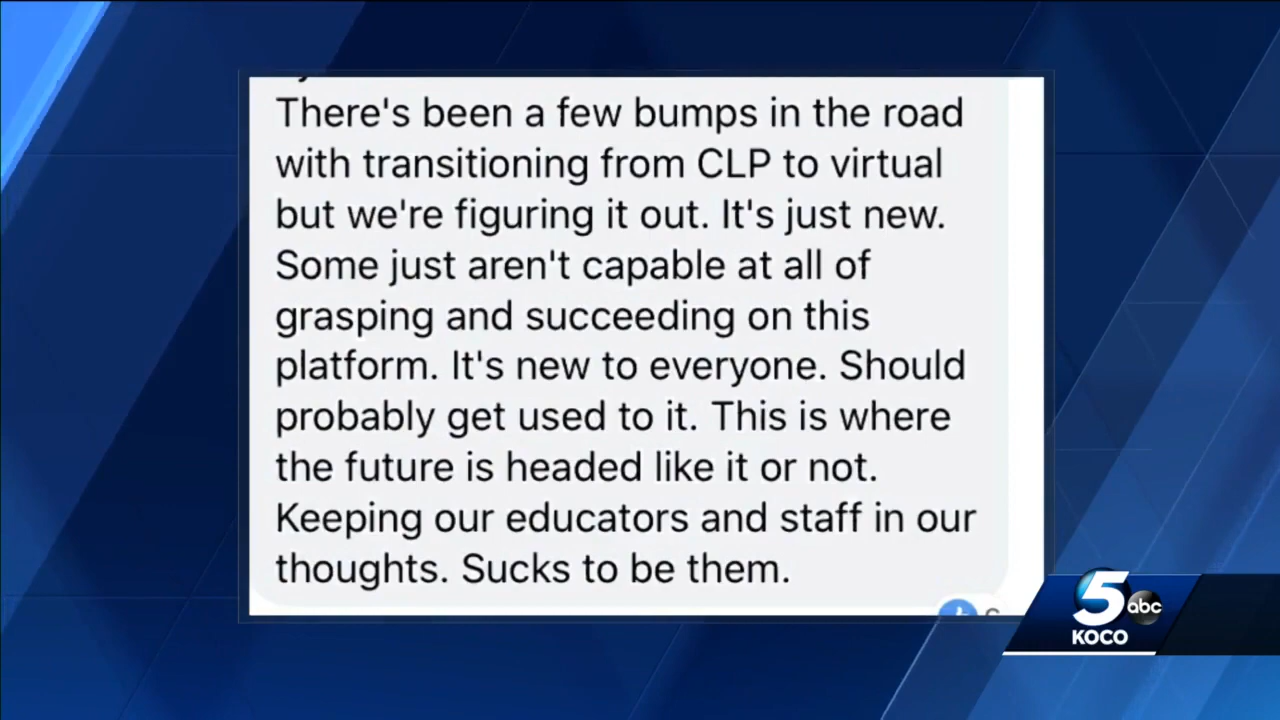 There's been a few bumps in the road
with transitioning from CLP to virtual
but we're figuring it out. It's just new.
Some just aren't capable at all of
grasping and succeeding on this
platform. It's new to everyone. Should
probably get used to it. This is where
the future is headed like it or not.
Keeping our educators and staff in our
thoughts. Sucks to be them.
5 abc
KOCO